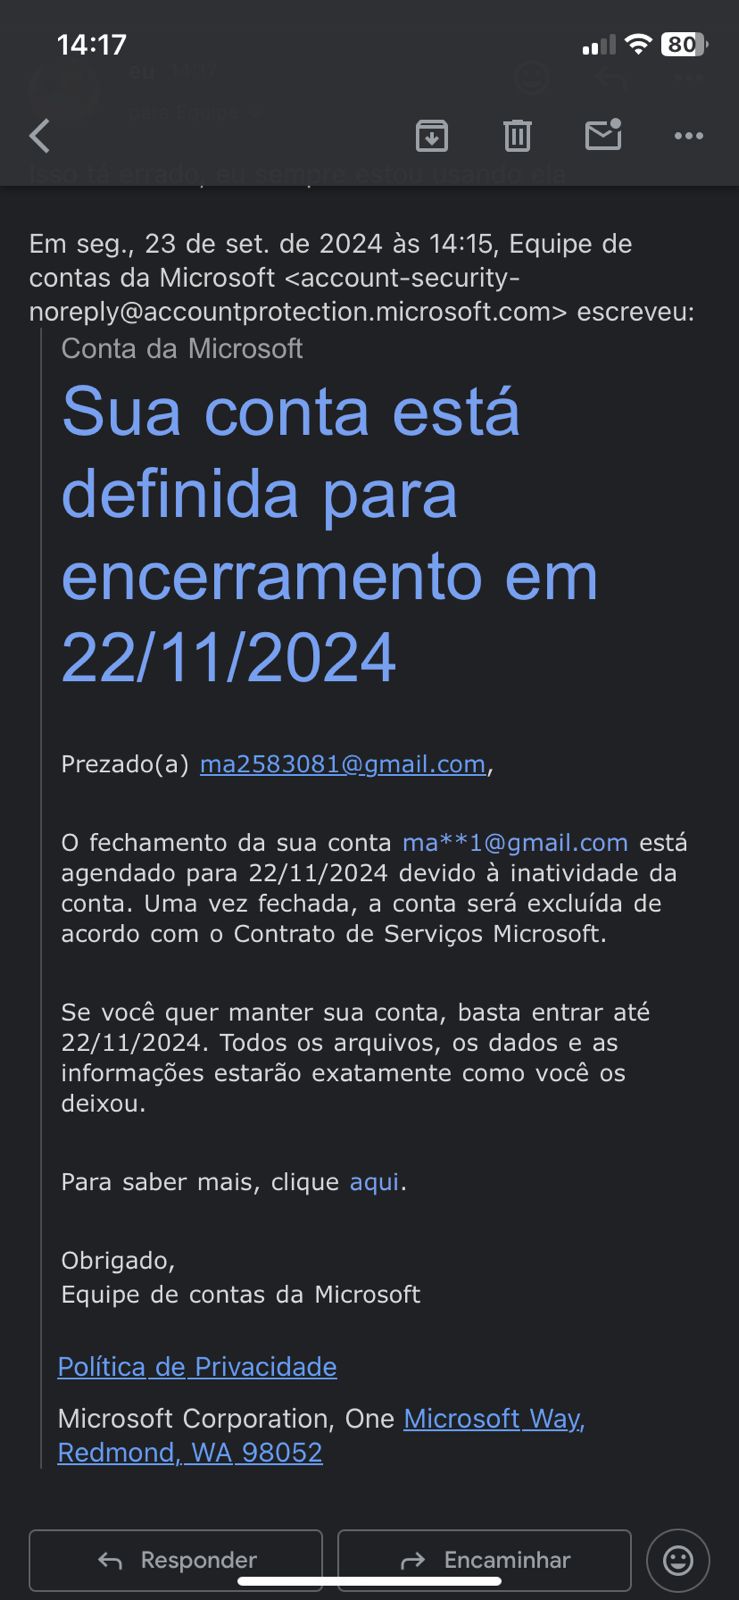 14:17
80
eu 14:17
para Equipe
Isso tá errado, eu sempre estou usando ela
Em seg., 23 de set. de 2024 às 14:15, Equipe de
contas da Microsoft <account-security-
noreply@accountprotection.microsoft.com> escreveu:
Conta da Microsoft
Sua conta está
definida para
encerramento em
22/11/2024
Prezado(a) ma2583081@gmail.com,
O fechamento da sua conta ma**1@gmail.com está
agendado para 22/11/2024 devido à inatividade da
conta. Uma vez fechada, a conta será excluída de
acordo com o Contrato de Serviços Microsoft.
Se você quer manter sua conta, basta entrar até
22/11/2024. Todos os arquivos, os dados e as
informações estarão exatamente como você os
deixou.
Para saber mais, clique aqui.
Obrigado,
Equipe de contas da Microsoft
Política de Privacidade
Microsoft Corporation, One Microsoft Way,
Redmond, WA 98052
Responder
Encaminhar